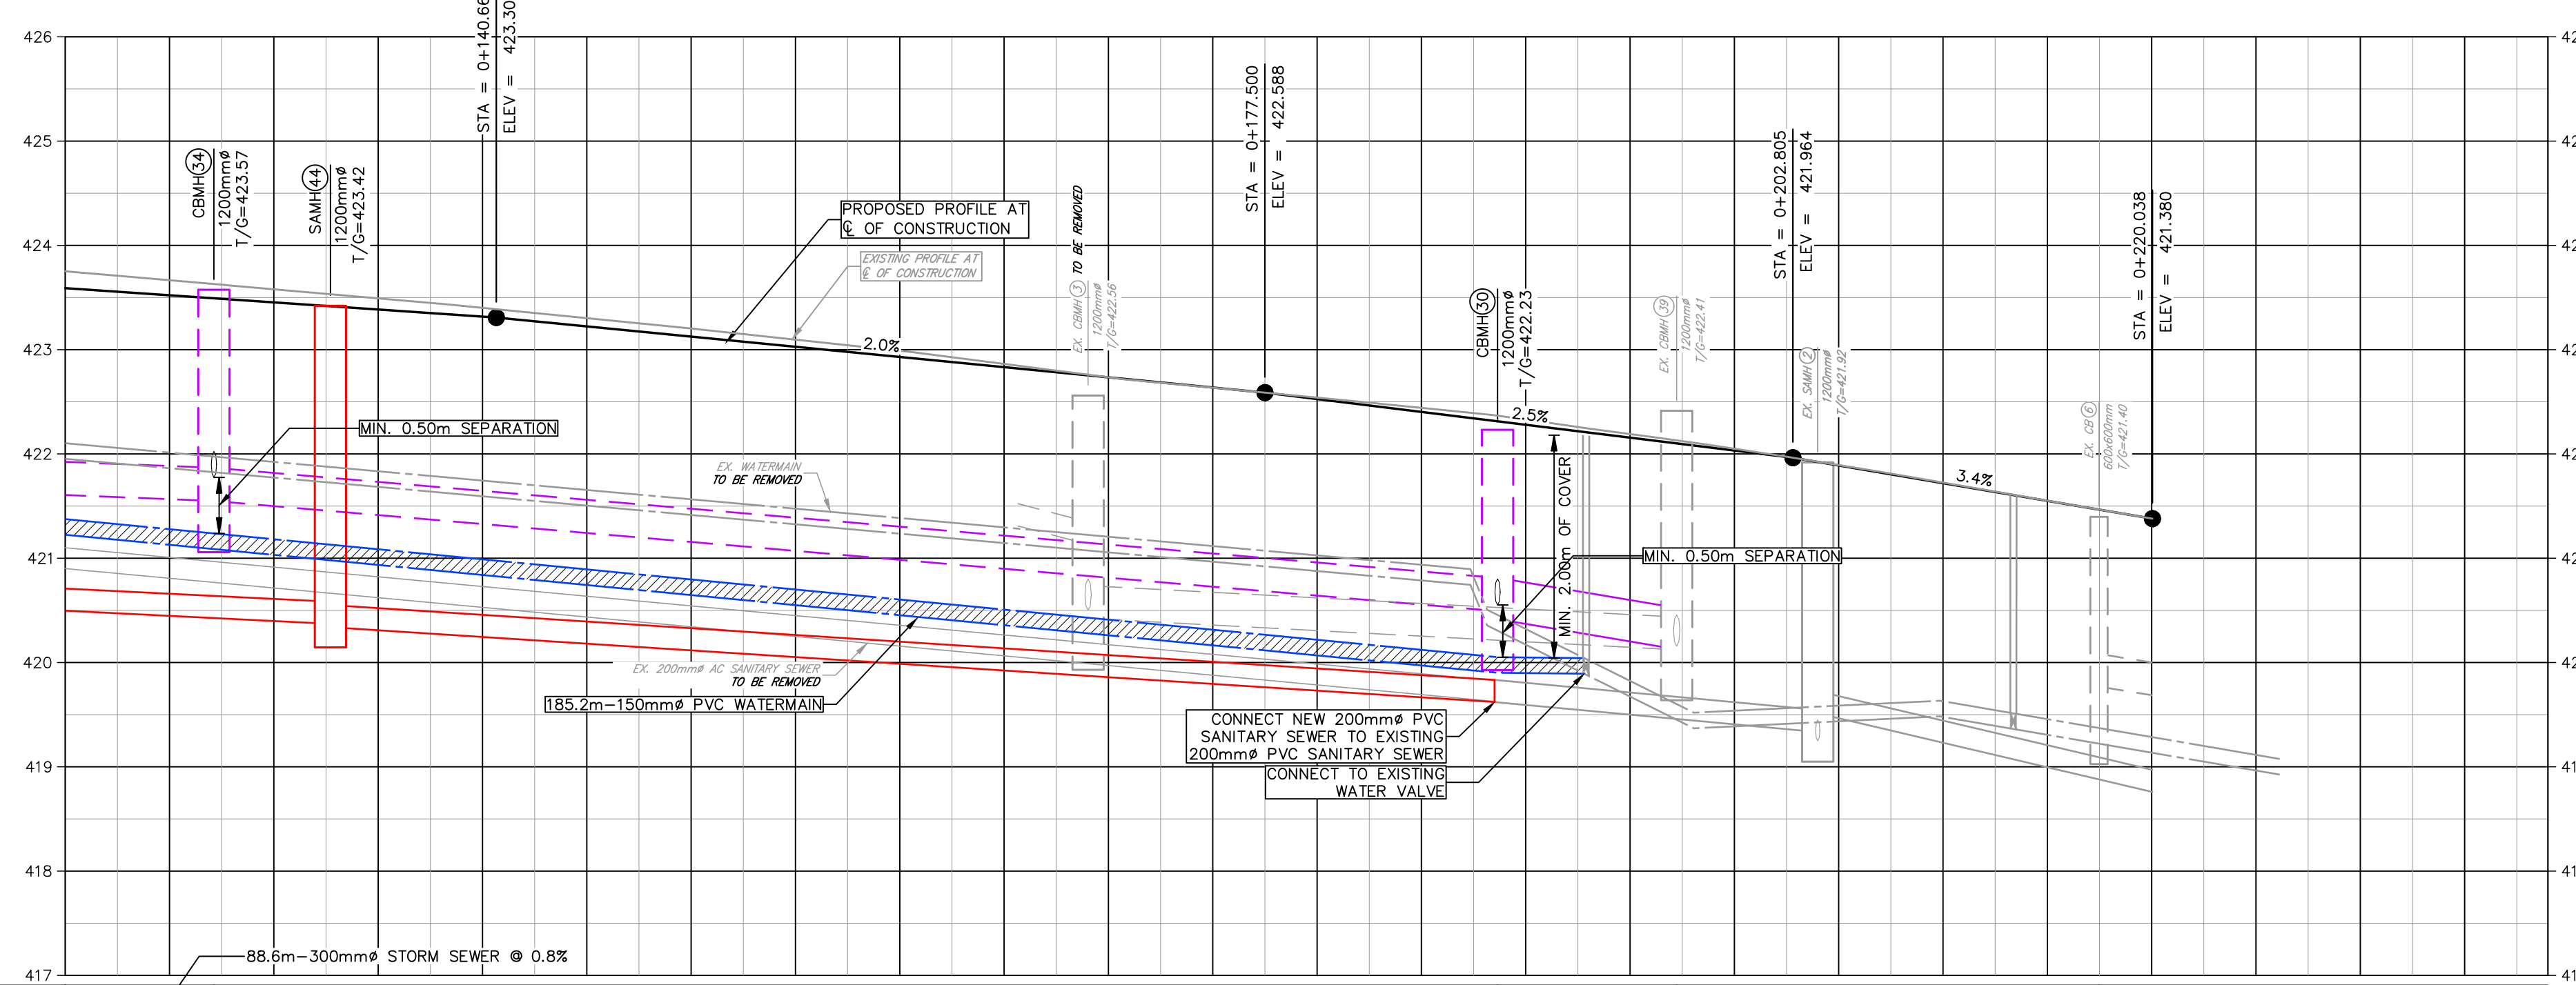 426
425
424
423
422
421
420
419
418
417
STA = 0+140.66
ELEV = 423.30
CBMH 34
1200mmø
T/G=423.57
SAMH 44
1200mmø
T/G=423.42
MIN. 0.50m SEPARATION
PROPOSED PROFILE AT
℄ OF CONSTRUCTION
EXISTING PROFILE AT
℄ OF CONSTRUCTION
2.0%
EX. WATERMAIN
TO BE REMOVED
EX. 200mmø AC SANITARY SEWER
TO BE REMOVED
185.2m-150mmø PVC WATERMAIN
EX. CBMH 3 TO BE REMOVED
1200mmø
T/G=422.56
STA = 0+177.500
ELEV = 422.588
CBMH 30
1200mmø
T/G=422.23
2.5%
MIN. 2.00m OF COVER
MIN. 0.50m SEPARATION
CONNECT NEW 200mmø PVC
SANITARY SEWER TO EXISTING
200mmø PVC SANITARY SEWER
CONNECT TO EXISTING
WATER VALVE
EX. CBMH 39
1200mmø
T/G=422.41
STA = 0+202.805
ELEV = 421.964
EX. SAMH 2
1200mmø
T/G=421.92
3.4%
EX. CB 6
600x600mm
T/G=421.40
STA = 0+220.038
ELEV = 421.380
88.6m-300mmø STORM SEWER @ 0.8%